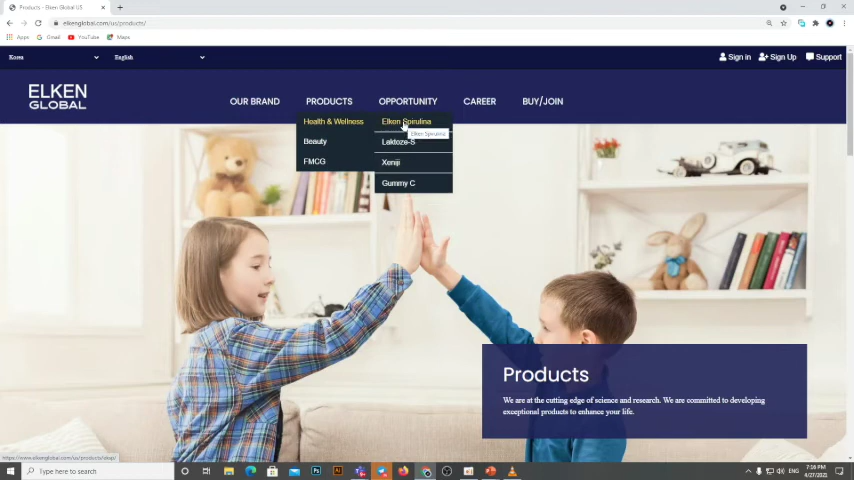 Products - Elken Global US
elkenglobal.com/us/products/
Apps
Gmail
YouTube
Maps
Korea
English
Sign in
Sign Up
Support
ELKEN
GLOBAL
OUR BRAND
PRODUCTS
OPPORTUNITY
CAREER
BUY/JOIN
Health & Wellness
Beauty
FMCG
Elken Spirulina
Elken Spirulina
Laktoze-S
Xeniji
Gummy C
Products
We are at the cutting edge of science and research. We are committed to developing
exceptional products to enhance your life.
Type here to search
ENG
7:16 PM
4/27/2021